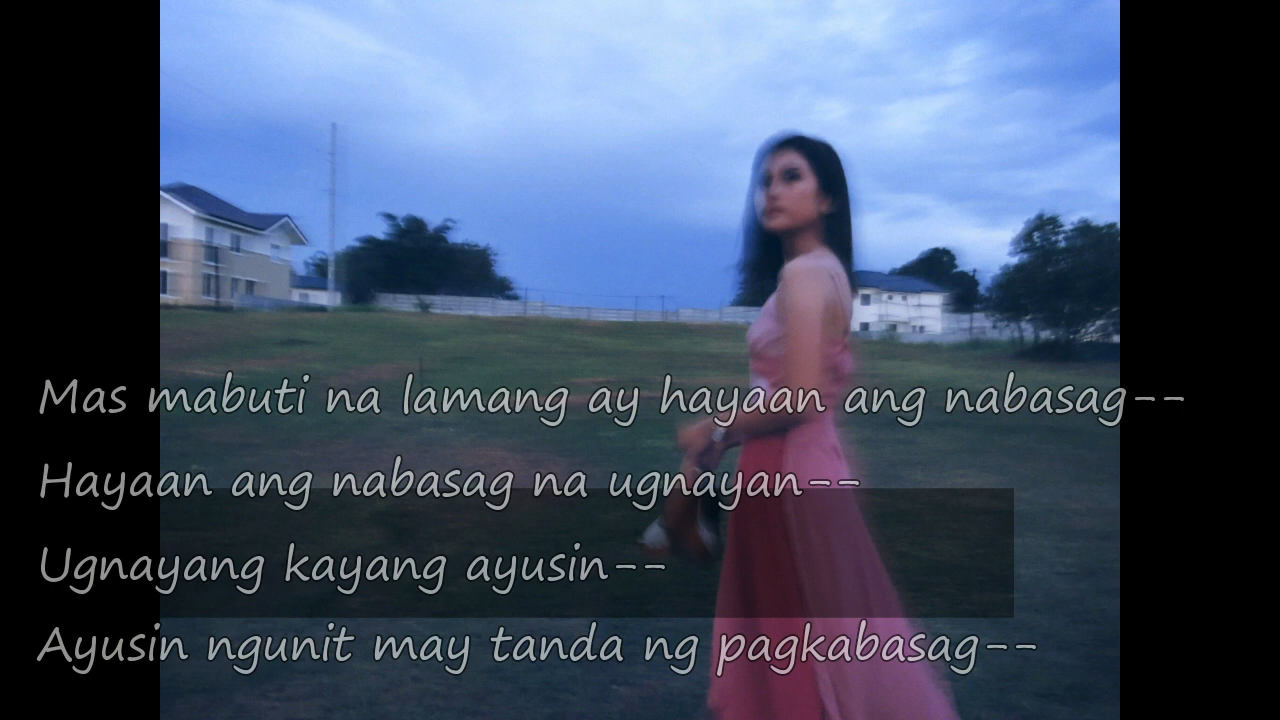 Mas mabuti na lamang ay hayaan ang nabasag--
Hayaan ang nabasag na ugnayan--
Ugnayang kayang ayusin--
Ayusin ngunit may tanda ng pagkabasag--